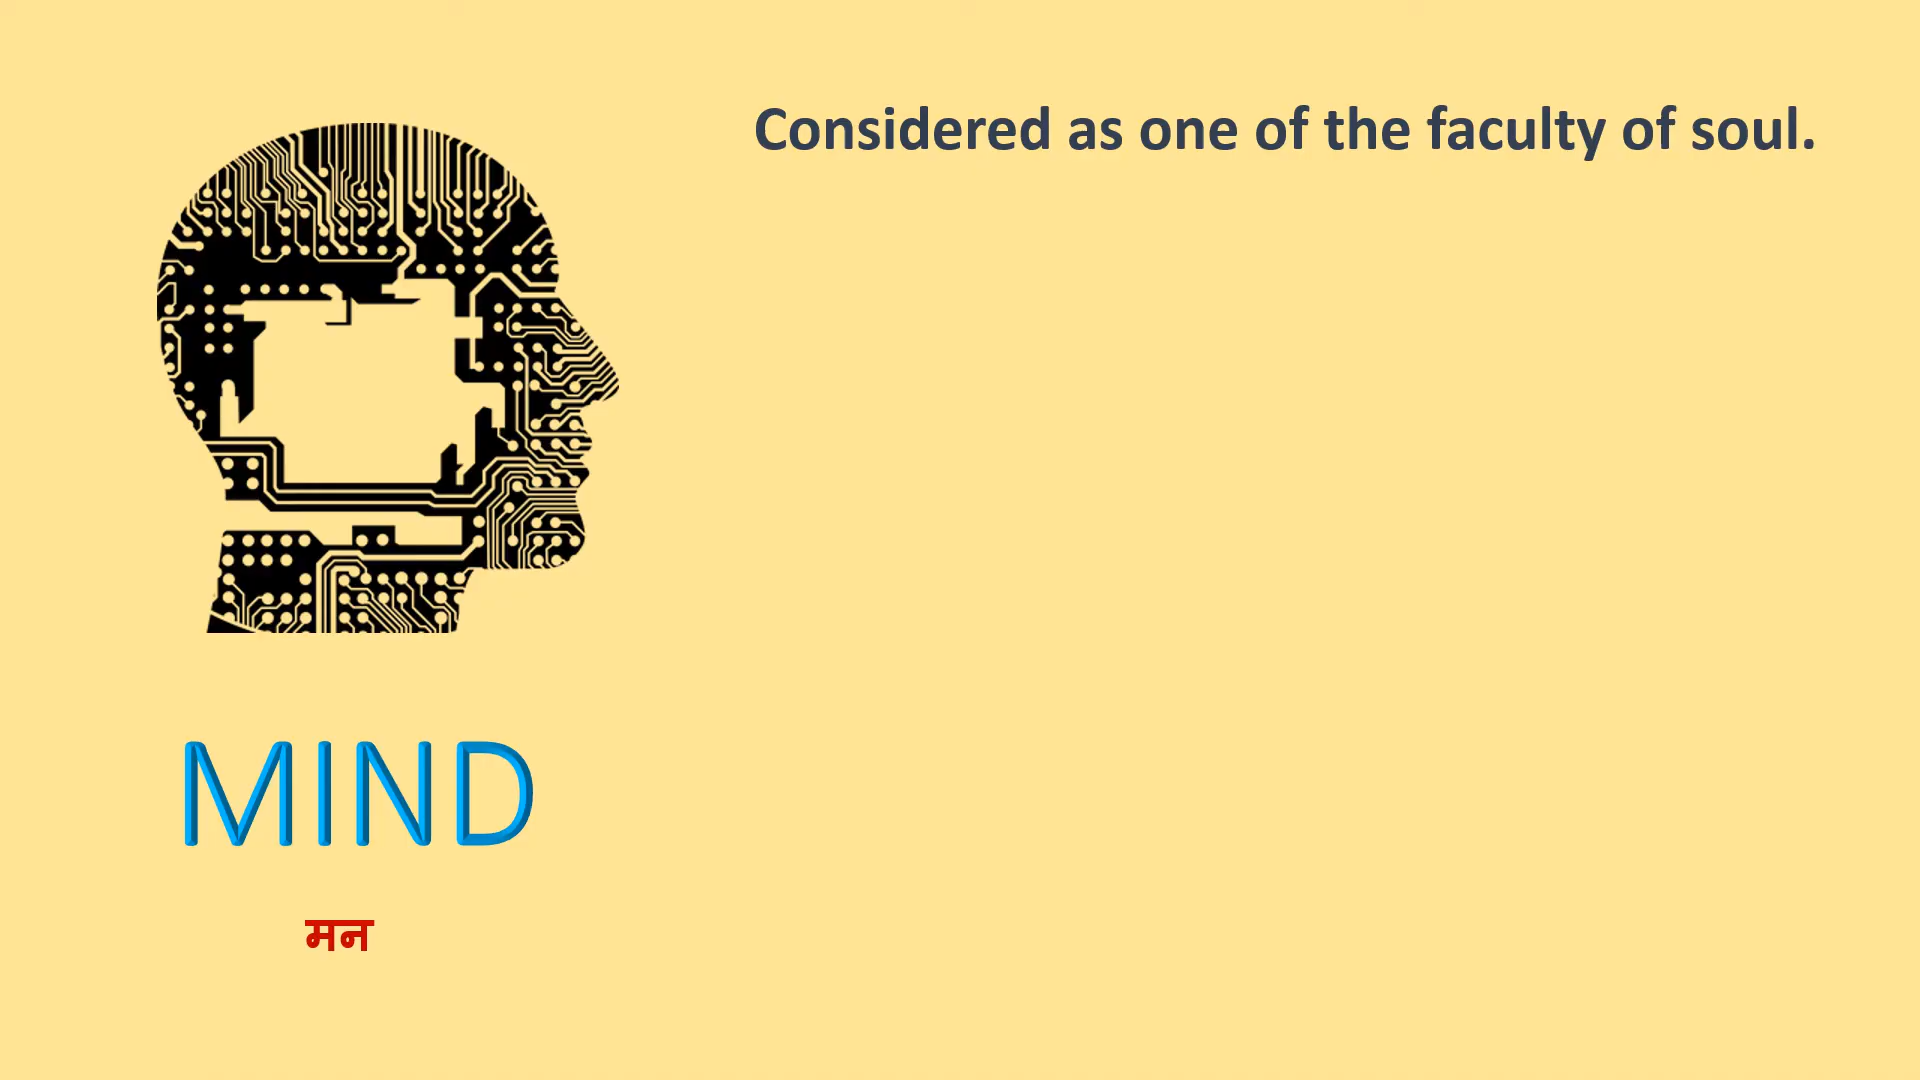 Considered as one of the faculty of soul.
MIND
मन